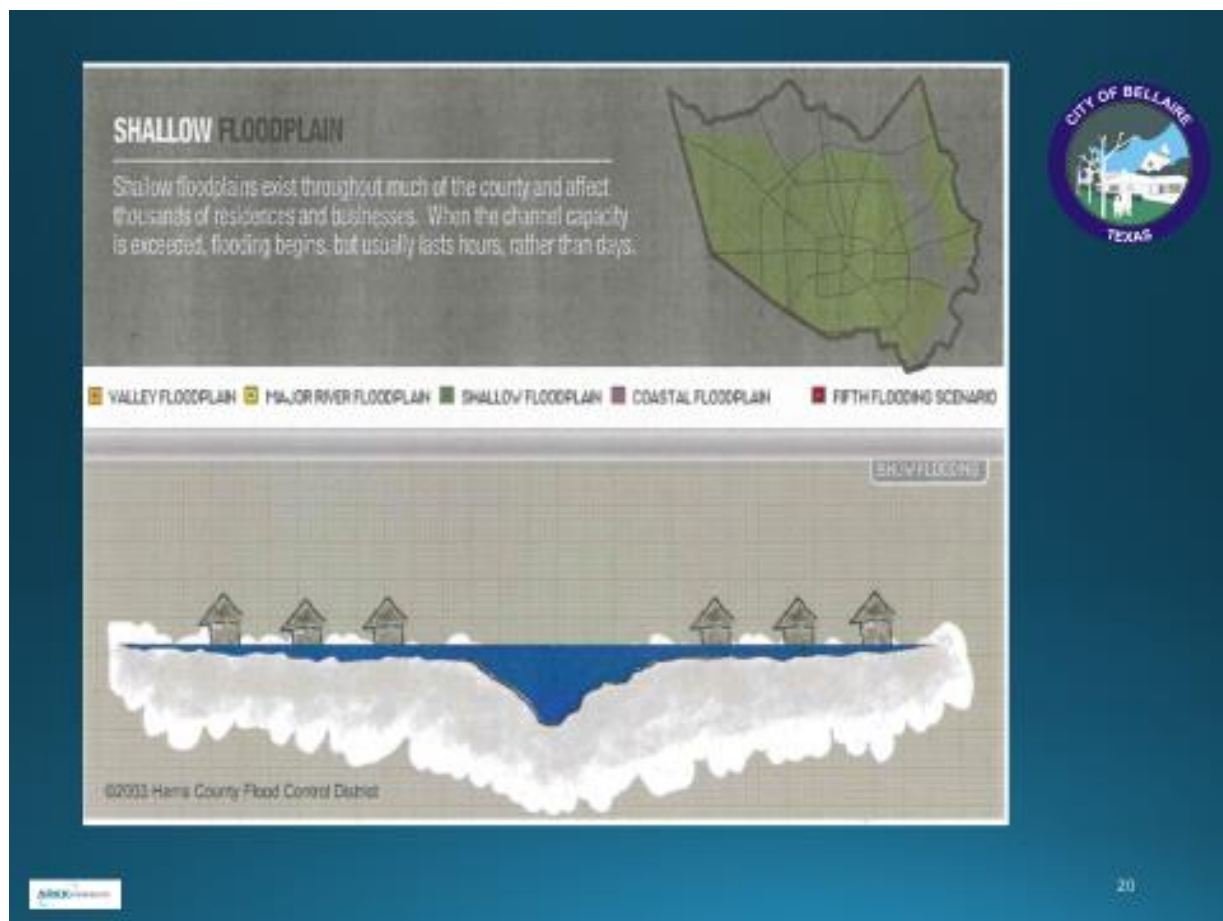 SHALLOW FLOODPLAIN
Shallow floodplains exist throughout much of the county and affect
thousands of residences and businesses. When the channel capacity
is exceeded, flooding begins, but usually lasts hours, rather than days.
CITY OF BELLAIRE
TEXAS
VALLEY FLOODPLAIN MAJOR RIVER FLOODPLAIN SHALLOW FLOODPLAIN COASTAL FLOODPLAIN FIFTH FLOODING SCENARIO
SHOW FLOODING
©2003 Harris County Flood Control District
20